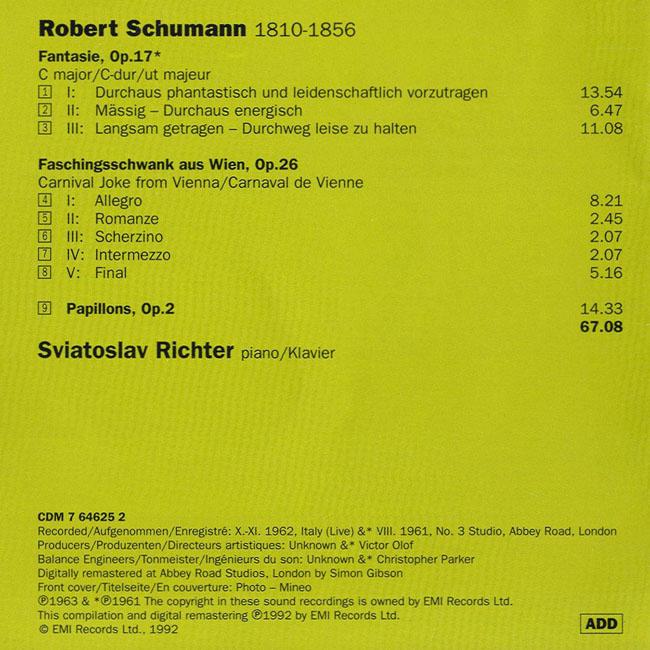 Robert Schumann 1810-1856
Fantasie, Op.17*
C major/C-dur/ut majeur
1 I: Durchaus phantastisch und leidenschaftlich vorzutragen 13.54
2 II: Mässig – Durchaus energisch 6.47
3 III: Langsam getragen – Durchweg leise zu halten 11.08
Faschingsschwank aus Wien, Op.26
Carnival Joke from Vienna/Carnaval de Vienne
4 I: Allegro 8.21
5 II: Romanze 2.45
6 III: Scherzino 2.07
7 IV: Intermezzo 2.07
8 V: Final 5.16
9 Papillons, Op.2 14.33
67.08
Sviatoslav Richter piano/Klavier
CDM 7 64625 2
Recorded/Aufgenommen/Enregistré: X.-XI. 1962, Italy (Live) &* VIII. 1961, No. 3 Studio, Abbey Road, London
Producers/Produzenten/Directeurs artistiques: Unknown &* Victor Olof
Balance Engineers/Tonmeister/Ingénieurs du son: Unknown &* Christopher Parker
Digitally remastered at Abbey Road Studios, London by Simon Gibson
Front cover/Titelseite/En couverture: Photo – Mineo
℗1963 & *℗1961 The copyright in these sound recordings is owned by EMI Records Ltd.
This compilation and digital remastering ℗1992 by EMI Records Ltd.
© EMI Records Ltd., 1992
ADD